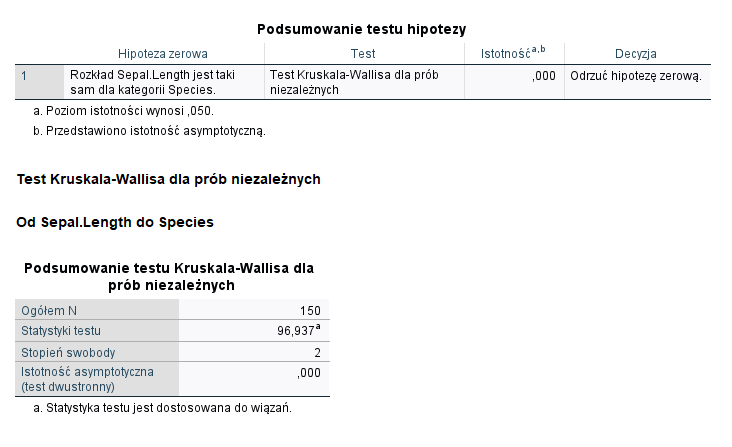 Podsumowanie testu hipotezy
Hipoteza zerowa Test Istotność a,b Decyzja
1 Rozkład Sepal.Length jest taki sam dla kategorii Species. Test Kruskala-Wallisa dla prób niezależnych ,000 Odrzuć hipotezę zerową.
a. Poziom istotności wynosi ,050.
b. Przedstawiono istotność asymptotyczną.
Test Kruskala-Wallisa dla prób niezależnych
Od Sepal.Length do Species
Podsumowanie testu Kruskala-Wallisa dla
prób niezależnych
Ogółem N 150
Statystyki testu 96,937 a
Stopień swobody 2
Istotność asymptotyczna (test dwustronny) ,000
a. Statystyka testu jest dostosowana do wiązań.